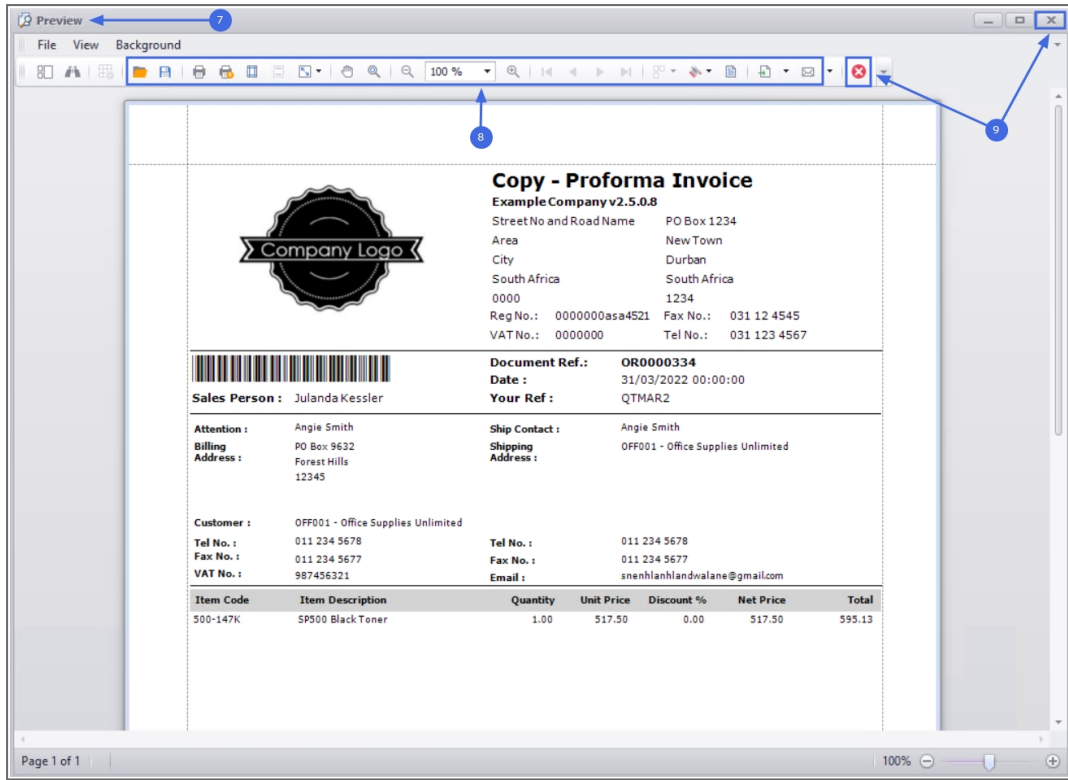 Preview
7
File View Background
100 %
8
9
Copy - Proforma Invoice
Example Company v2.5.0.8
Street No and Road Name PO Box 1234
Area New Town
City Durban
South Africa South Africa
0000 1234
Reg No.: 0000000asa4521 Fax No.: 031 12 4545
VAT No.: 0000000 Tel No.: 031 123 4567
Company Logo
Document Ref.: OR0000334
Date : 31/03/2022 00:00:00
Sales Person : Julanda Kessler Your Ref : QTMAR2
Attention : Angie Smith Ship Contact : Angie Smith
Billing Address : PO Box 9632 Shipping Address : OFF001 - Office Supplies Unlimited
Forest Hills
12345
Customer : OFF001 - Office Supplies Unlimited
Tel No. : 011 234 5678 Tel No. : 011 234 5678
Fax No. : 011 234 5677 Fax No. : 011 234 5677
VAT No. : 987456321 Email : snenhlanhlandwalane@gmail.com
Item Code Item Description Quantity Unit Price Discount % Net Price Total
500-147K SP500 Black Toner 1.00 517.50 0.00 517.50 595.13
Page 1 of 1 100%